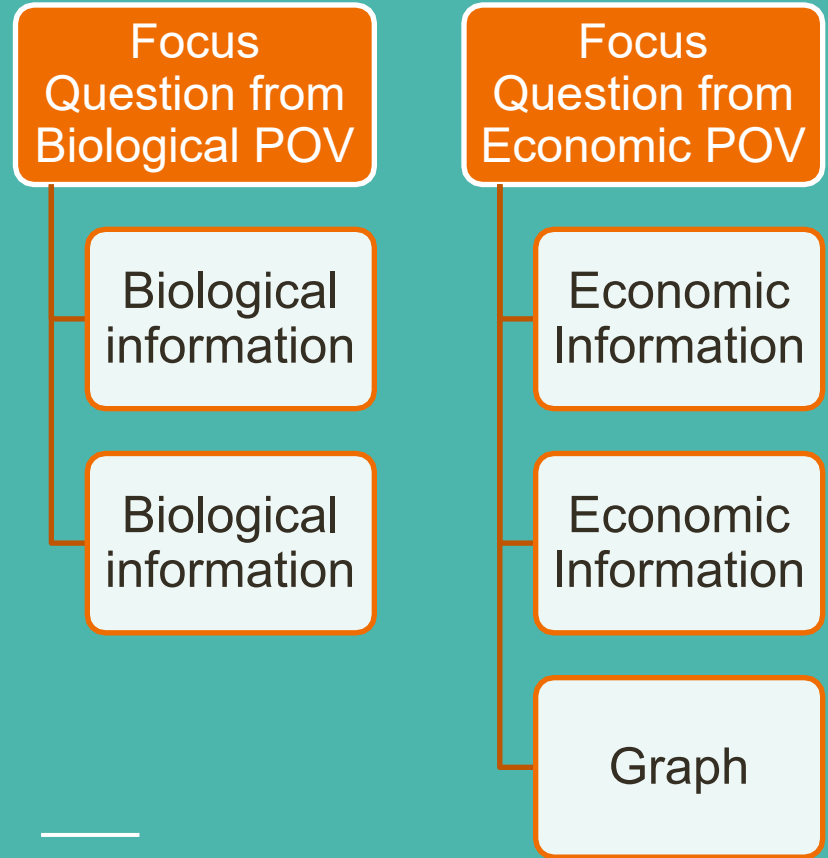 Focus
Question from
Biological POV
Biological
information
Biological
information
Focus
Question from
Economic POV
Economic
Information
Economic
Information
Graph